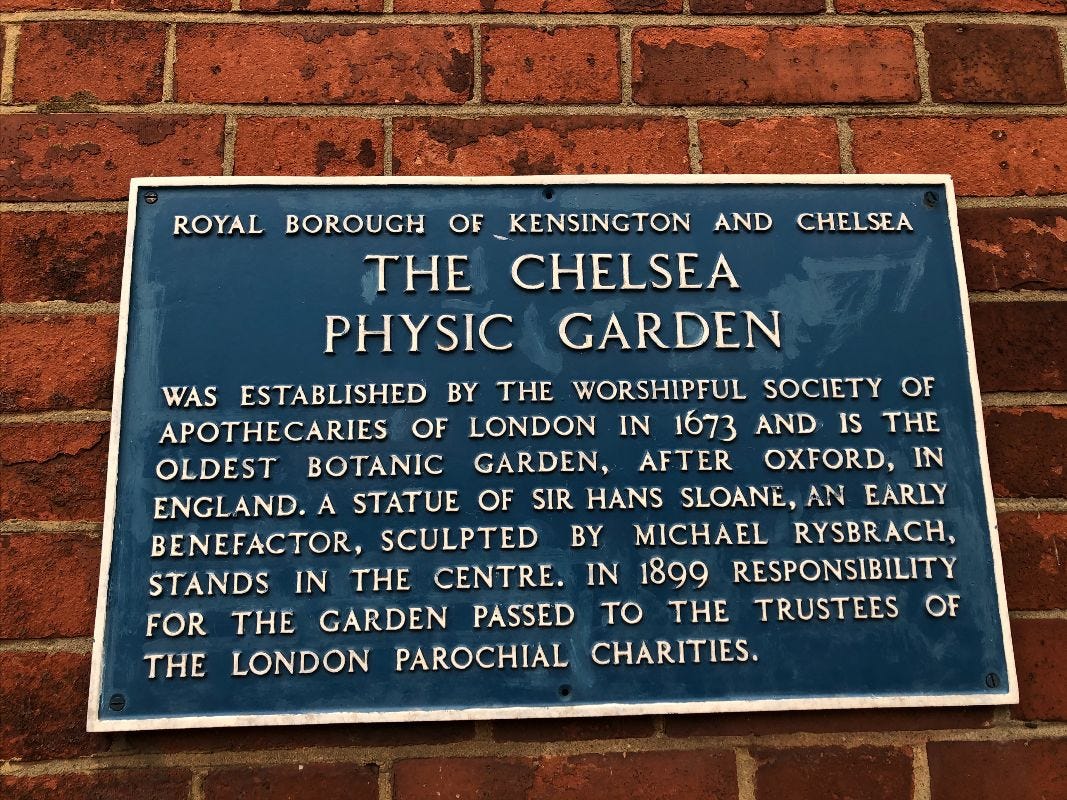 ROYAL BOROUGH OF KENSINGTON AND CHELSEA
THE CHELSEA
PHYSIC GARDEN
WAS ESTABLISHED BY THE WORSHIPFUL SOCIETY OF
APOTHECARIES OF LONDON IN 1673 AND IS THE
OLDEST BOTANIC GARDEN, AFTER OXFORD, IN
ENGLAND. A STATUE OF SIR HANS SLOANE, AN EARLY
BENEFACTOR, SCULPTED BY MICHAEL RYSBRACH,
STANDS IN THE CENTRE. IN 1899 RESPONSIBILITY
FOR THE GARDEN PASSED TO THE TRUSTEES OF
THE LONDON PAROCHIAL CHARITIES.